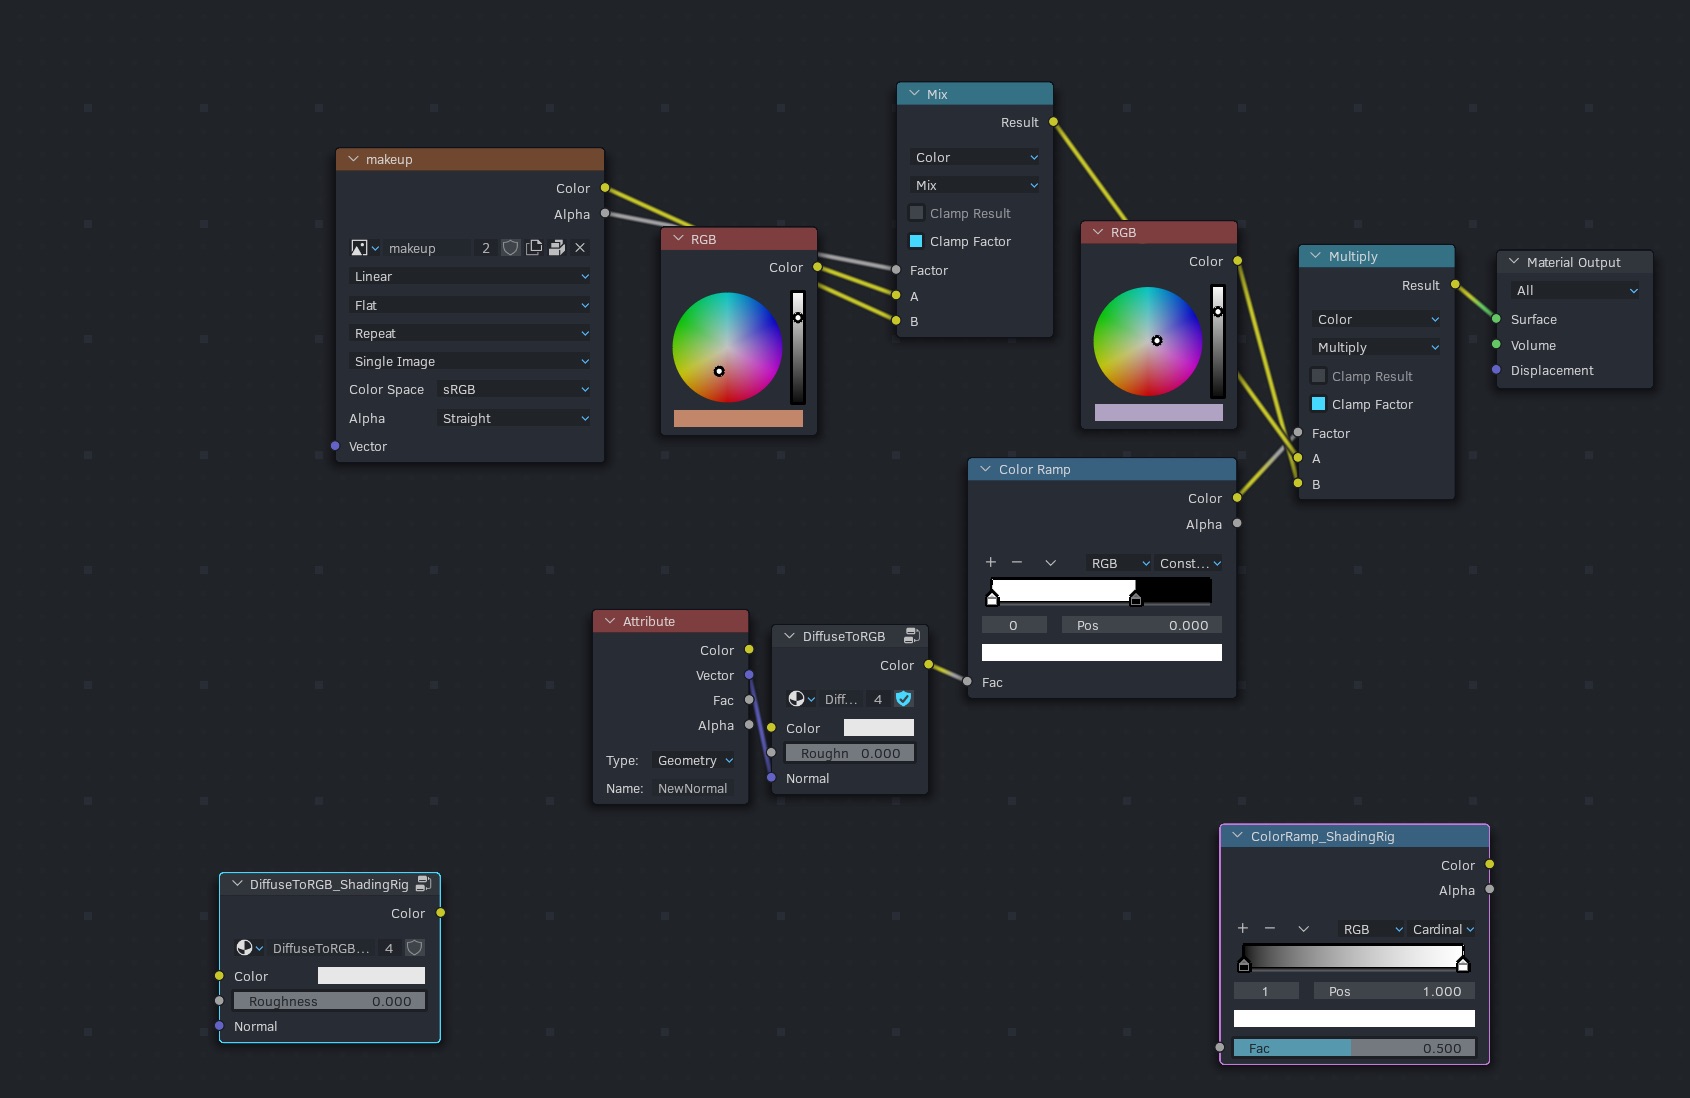 Mix
Result
Color
Mix
Clamp Result
Clamp Factor
Factor
A
B
makeup
Color
Alpha
makeup 2
Linear
Flat
Repeat
Single Image
Color Space sRGB
Alpha Straight
Vector
RGB
Color
RGB
Color
Multiply
Result
Color
Multiply
Clamp Result
Clamp Factor
Factor
A
B
Material Output
All
Surface
Volume
Displacement
Color Ramp
Color
Alpha
RGB Const...
0 Pos 0.000
Fac
Attribute
Color
Vector
Fac
Alpha
Type: Geometry
Name: NewNormal
DiffuseToRGB
Color
Diff... 4
Color
Roughn 0.000
Normal
DiffuseToRGB_ShadingRig
Color
DiffuseToRGB... 4
Color
Roughness 0.000
Normal
ColorRamp_ShadingRig
Color
Alpha
RGB Cardinal
1 Pos 1.000
Fac 0.500